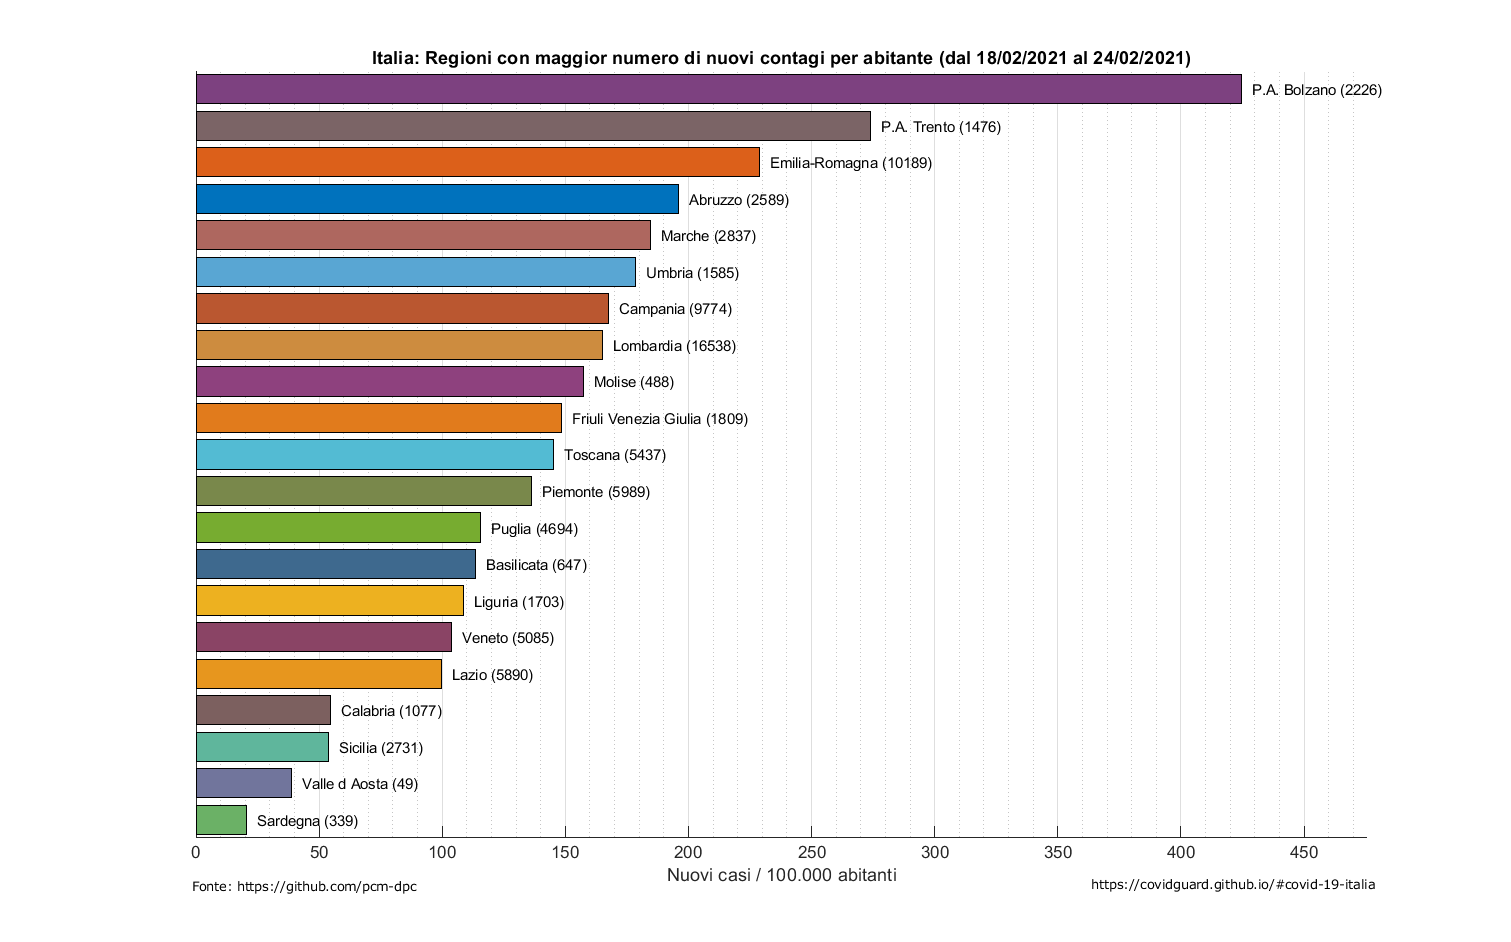 Italia: Regioni con maggior numero di nuovi contagi per abitante (dal 18/02/2021 al 24/02/2021)
P.A. Bolzano (2226)
P.A. Trento (1476)
Emilia-Romagna (10189)
Abruzzo (2589)
Marche (2837)
Umbria (1585)
Campania (9774)
Lombardia (16538)
Molise (488)
Friuli Venezia Giulia (1809)
Toscana (5437)
Piemonte (5989)
Puglia (4694)
Basilicata (647)
Liguria (1703)
Veneto (5085)
Lazio (5890)
Calabria (1077)
Sicilia (2731)
Valle d Aosta (49)
Sardegna (339)
0 50 100 150 200 250 300 350 400 450
Nuovi casi / 100.000 abitanti
Fonte: https://github.com/pcm-dpc
https://covidguard.github.io/#covid-19-italia